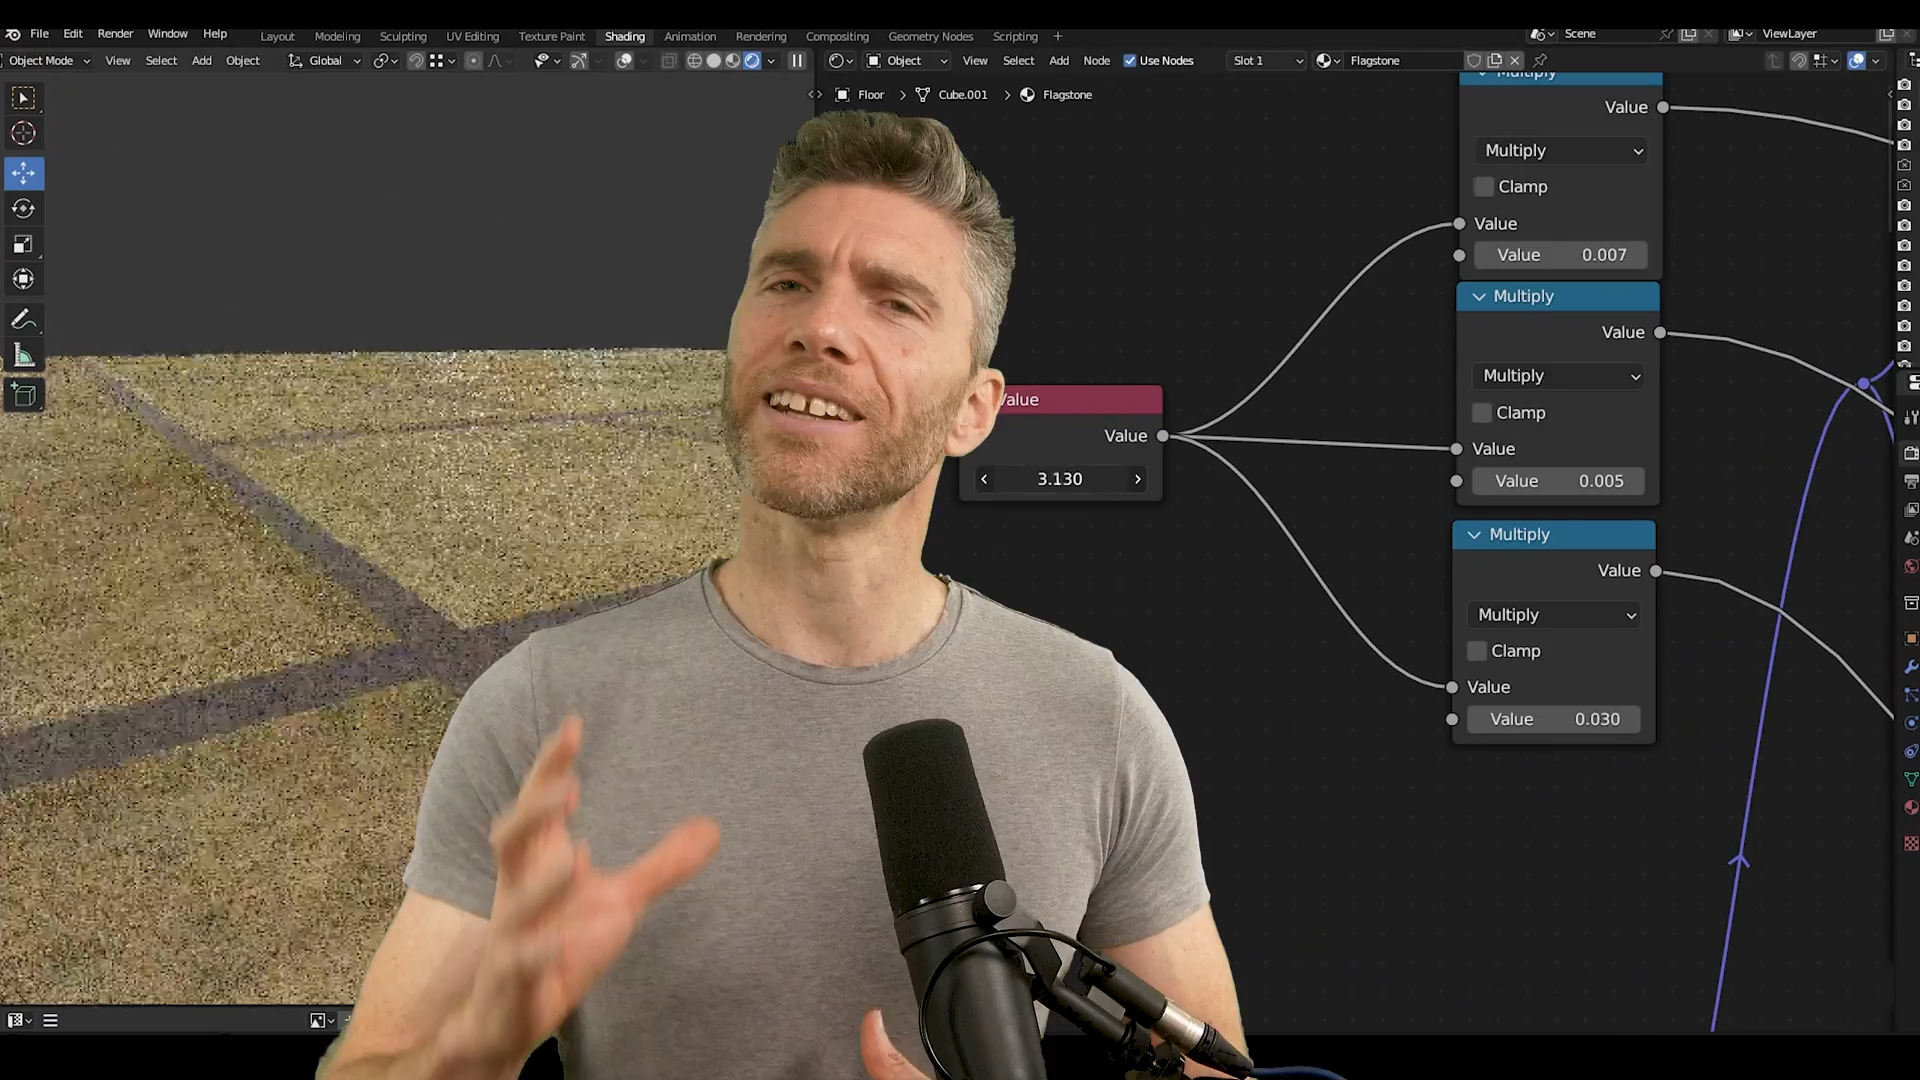 File Edit Render Window Help Layout Modeling Sculpting UV Editing Texture Paint Shading Animation Rendering Compositing Geometry Nodes Scripting + Scene ViewLayer
Object Mode View Select Add Object Global Object View Select Add Node Use Nodes Slot 1 Flagstone
Floor > Cube.001 > Flagstone
Multiply
Value
Multiply
Clamp
Value
Value 0.007
Multiply
Value
Multiply
Clamp
Value
Value 0.005
Value
Value
3.130
Multiply
Value
Multiply
Clamp
Value
Value 0.030